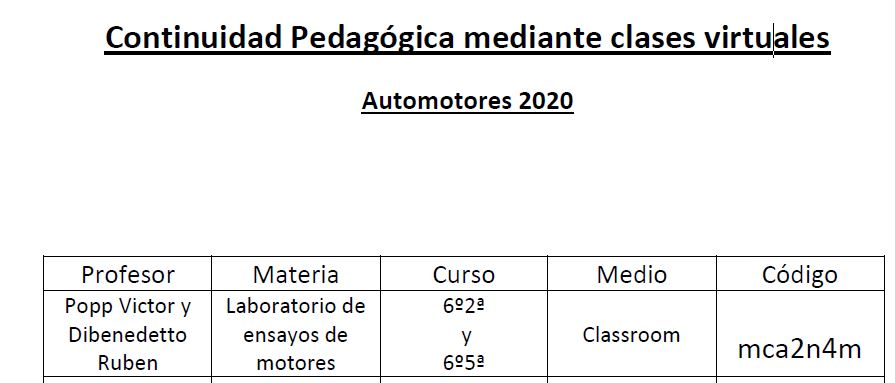 Continuidad Pedagógica mediante clases virtuales
Automotores 2020
Profesor Materia Curso Medio Código
Popp Victor y Laboratorio de 6º2ª
Dibenedetto ensayos de y Classroom mca2n4m
Ruben motores 6º5ª